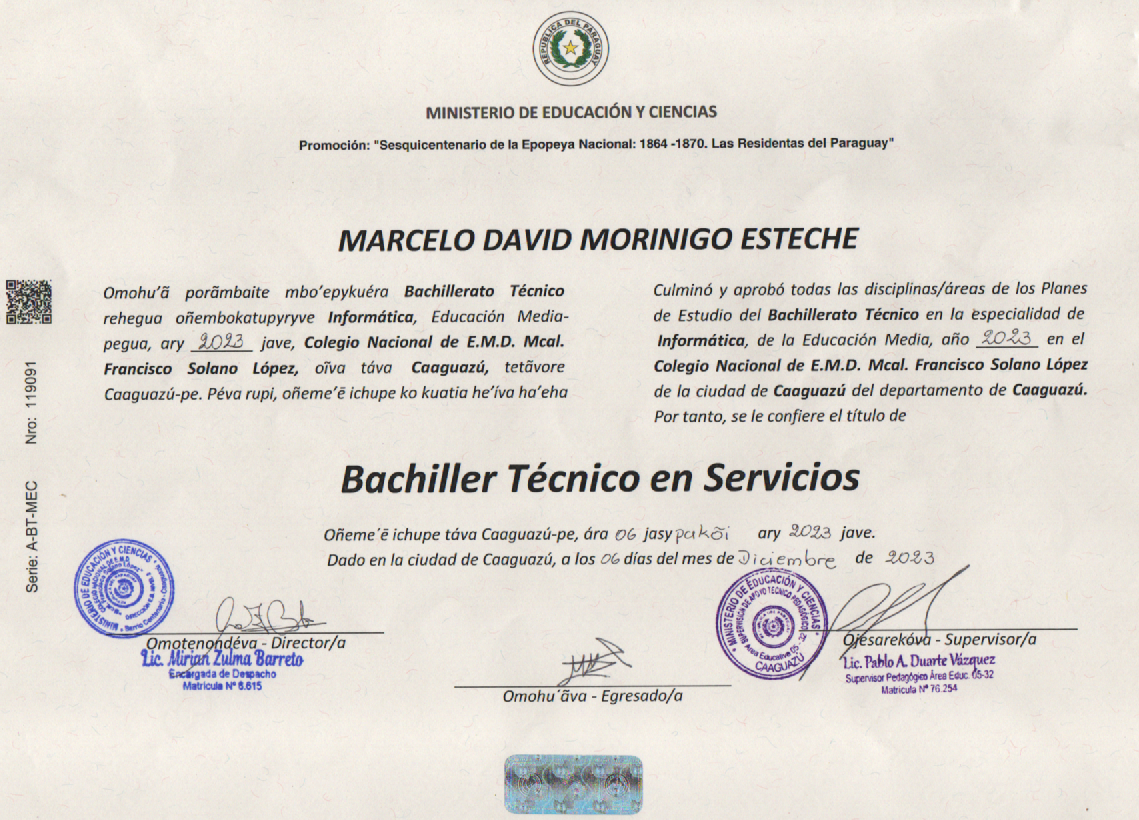 REPUBLICA DEL PARAGUAY
MINISTERIO DE EDUCACIÓN Y CIENCIAS
Promoción: "Sesquicentenario de la Epopeya Nacional: 1864 -1870. Las Residentas del Paraguay"
MARCELO DAVID MORINIGO ESTECHE
Omohu’ã porãmbaite mbo’epykuéra Bachillerato Técnico
rehegua oñembokatupyryve Informática, Educación Media-
pegua, ary 2023 jave, Colegio Nacional de E.M.D. Mcal.
Francisco Solano López, oĩva táva Caaguazú, tetãvore
Caaguazú-pe. Péva rupi, oñeme’ẽ ichupe ko kuatia he’íva ha’eha
Culminó y aprobó todas las disciplinas/áreas de los Planes
de Estudio del Bachillerato Técnico en la especialidad de
Informática, de la Educación Media, año 2023 en el
Colegio Nacional de E.M.D. Mcal. Francisco Solano López
de la ciudad de Caaguazú del departamento de Caaguazú.
Por tanto, se le confiere el título de
Serie: A-BT-MEC Nro: 119091
Bachiller Técnico en Servicios
Oñeme’ẽ ichupe táva Caaguazú-pe, ára 06 jasy pakõi ary 2023 jave.
Dado en la ciudad de Caaguazú, a los 06 días del mes de Diciembre de 2023
MINISTERIO DE EDUCACIÓN Y CIENCIAS
Omotenondéva - Director/a
Lic. Mirian Zulma Barreto
Encargada de Despacho
Matricula N° 6.615
Omohu´ãva - Egresado/a
MINISTERIO DE EDUCACIÓN Y CIENCIAS
SUPERVISIÓN DE APOYO TÉCNICO PEDAGÓGICO
Área Educativa 05 - 32
CAAGUAZÚ
Ojesarekóva - Supervisor/a
Lic. Pablo A. Duarte Vázquez
Supervisor Pedagógico Área Educ. 05-32
Matricula N° 76.254